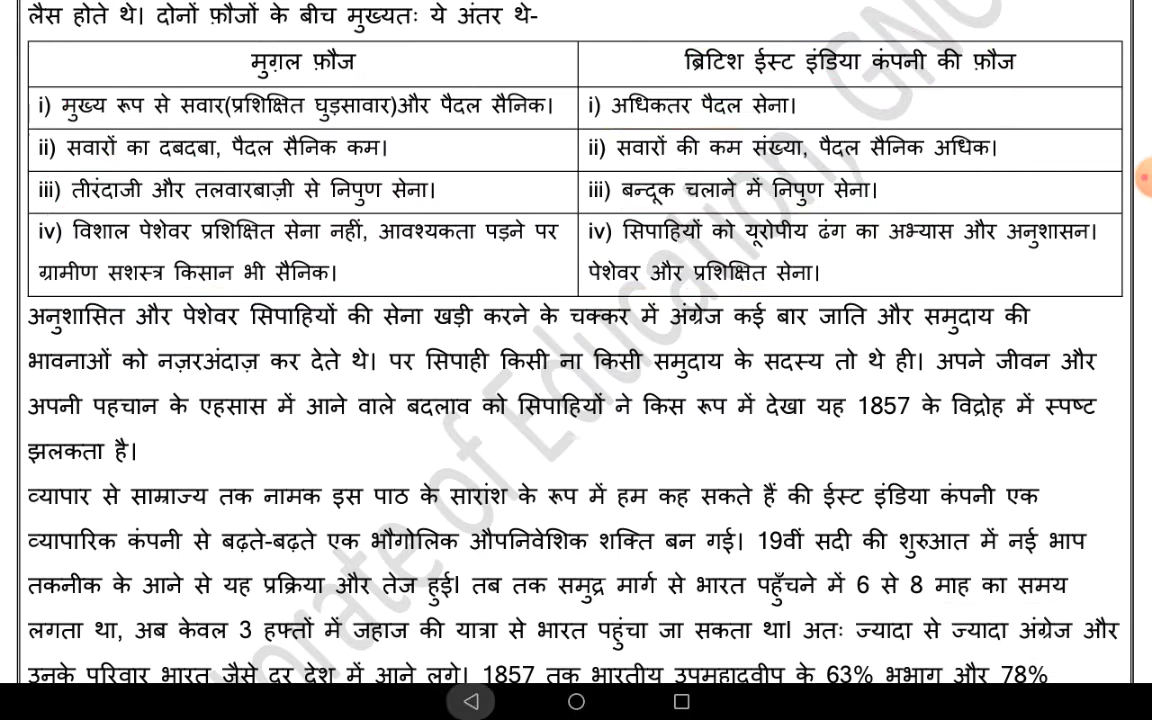 लैस होते थे। दोनों फ़ौजों के बीच मुख्यतः ये अंतर थे-
मुग़ल फ़ौज
ब्रिटिश ईस्ट इंडिया कंपनी की फ़ौज
i) मुख्य रूप से सवार(प्रशिक्षित घुड़सावार)और पैदल सैनिक।
i) अधिकतर पैदल सेना।
ii) सवारों का दबदबा, पैदल सैनिक कम।
ii) सवारों की कम संख्या, पैदल सैनिक अधिक।
iii) तीरंदाजी और तलवारबाज़ी से निपुण सेना।
iii) बन्दूक चलाने में निपुण सेना।
iv) विशाल पेशेवर प्रशिक्षित सेना नहीं, आवश्यकता पड़ने पर
ग्रामीण सशस्त्र किसान भी सैनिक।
iv) सिपाहियों को यूरोपीय ढंग का अभ्यास और अनुशासन।
पेशेवर और प्रशिक्षित सेना।
अनुशासित और पेशेवर सिपाहियों की सेना खड़ी करने के चक्कर में अंग्रेज कई बार जाति और समुदाय की
भावनाओं को नज़रअंदाज़ कर देते थे। पर सिपाही किसी ना किसी समुदाय के सदस्य तो थे ही। अपने जीवन और
अपनी पहचान के एहसास में आने वाले बदलाव को सिपाहियों ने किस रूप में देखा यह 1857 के विद्रोह में स्पष्ट
झलकता है।
व्यापार से साम्राज्य तक नामक इस पाठ के सारांश के रूप में हम कह सकते हैं की ईस्ट इंडिया कंपनी एक
व्यापारिक कंपनी से बढ़ते-बढ़ते एक भौगोलिक औपनिवेशिक शक्ति बन गई। 19वीं सदी की शुरुआत में नई भाप
तकनीक के आने से यह प्रक्रिया और तेज हुई। तब तक समुद्र मार्ग से भारत पहुँचने में 6 से 8 माह का समय
लगता था, अब केवल 3 हफ्तों में जहाज की यात्रा से भारत पहुंचा जा सकता था। अतः ज्यादा से ज्यादा अंग्रेज और
उनके परिवार भारत जैसे दूर देश में आने लगे। 1857 तक भारतीय उपमहाद्वीप के 63% भूभाग और 78%
orate of Education, GNC